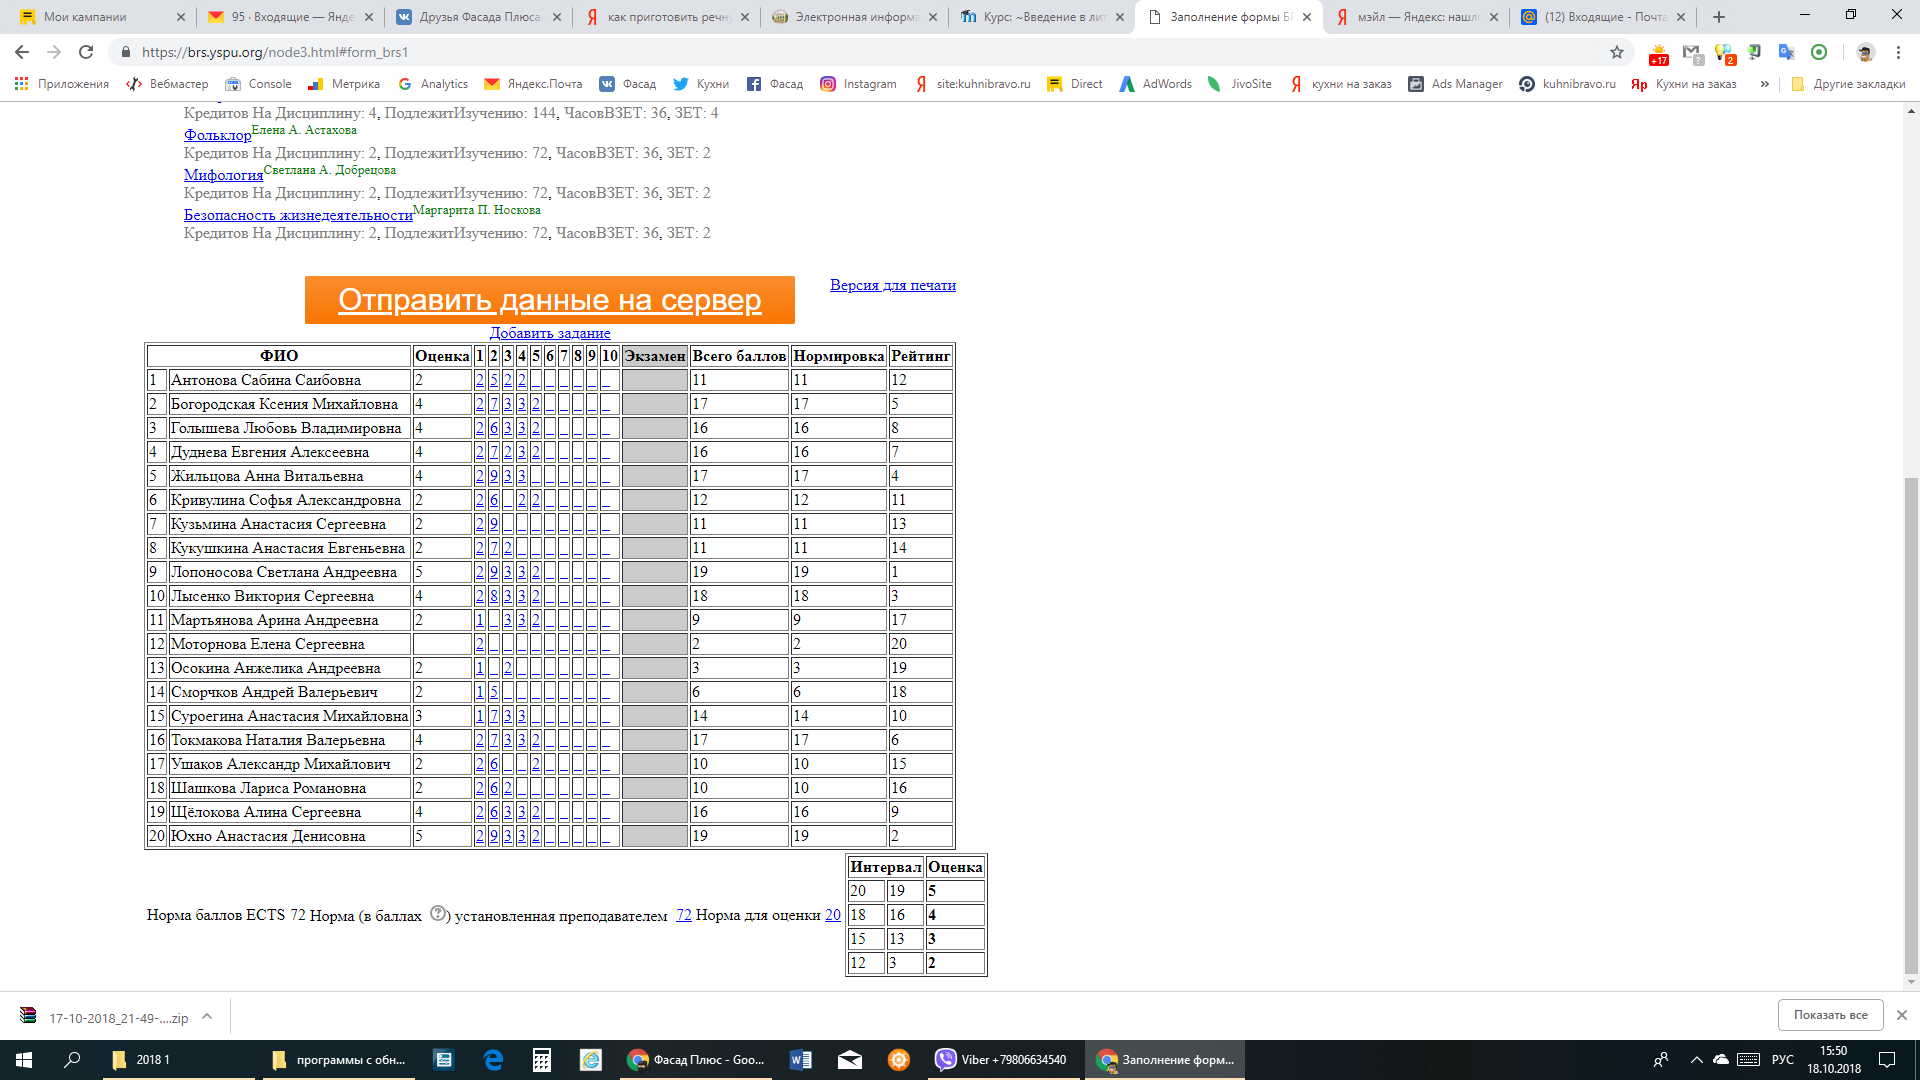 Мои кампании
95 · Входящие — Янде
Друзья Фасада Плюса
как приготовить речну
Электронная информа
Курс: ~Введение в лит
Заполнение формы БР
мэйл — Яндекс: нашло
(12) Входящие - Почта
https://brs.yspu.org/node3.html#form_brs1
+17
?
2
Приложения Вебмастер Console Метрика Analytics Яндекс.Почта Фасад Кухни Фасад Instagram site:kuhnibravo.ru Direct AdWords JivoSite кухни на заказ Ads Manager kuhnibravo.ru Кухни на заказ » Другие закладки
Кредитов На Дисциплину: 4, ПодлежитИзучению: 144, ЧасовВЗЕТ: 36, ЗЕТ: 4
Фольклор Елена А. Астахова
Кредитов На Дисциплину: 2, ПодлежитИзучению: 72, ЧасовВЗЕТ: 36, ЗЕТ: 2
Мифология Светлана А. Добрецова
Кредитов На Дисциплину: 2, ПодлежитИзучению: 72, ЧасовВЗЕТ: 36, ЗЕТ: 2
Безопасность жизнедеятельности Маргарита П. Носкова
Кредитов На Дисциплину: 2, ПодлежитИзучению: 72, ЧасовВЗЕТ: 36, ЗЕТ: 2
Отправить данные на сервер
Версия для печати
Добавить задание
ФИО Оценка 1 2 3 4 5 6 7 8 9 10 Экзамен Всего баллов Нормировка Рейтинг
1 Антонова Сабина Саибовна 2 2 5 2 2 _ _ _ _ _ _ 11 11 12
2 Богородская Ксения Михайловна 4 2 7 3 3 2 _ _ _ _ _ 17 17 5
3 Голышева Любовь Владимировна 4 2 6 3 3 2 _ _ _ _ _ 16 16 8
4 Дуднева Евгения Алексеевна 4 2 7 2 3 2 _ _ _ _ _ 16 16 7
5 Жильцова Анна Витальевна 4 2 9 3 3 _ _ _ _ _ _ 17 17 4
6 Кривулина Софья Александровна 2 2 6 _ 2 2 _ _ _ _ _ 12 12 11
7 Кузьмина Анастасия Сергеевна 2 2 9 _ _ _ _ _ _ _ _ 11 11 13
8 Кукушкина Анастасия Евгеньевна 2 2 7 2 _ _ _ _ _ _ _ 11 11 14
9 Лопоносова Светлана Андреевна 5 2 9 3 3 2 _ _ _ _ _ 19 19 1
10 Лысенко Виктория Сергеевна 4 2 8 3 3 2 _ _ _ _ _ 18 18 3
11 Мартьянова Арина Андреевна 2 1 _ 3 3 2 _ _ _ _ _ 9 9 17
12 Моторнова Елена Сергеевна 2 _ _ _ _ _ _ _ _ _ 2 2 20
13 Осокина Анжелика Андреевна 2 1 _ 2 _ _ _ _ _ _ _ 3 3 19
14 Сморчков Андрей Валерьевич 2 1 5 _ _ _ _ _ _ _ _ 6 6 18
15 Суроегина Анастасия Михайловна 3 1 7 3 3 _ _ _ _ _ _ 14 14 10
16 Токмакова Наталия Валерьевна 4 2 7 3 3 2 _ _ _ _ _ 17 17 6
17 Ушаков Александр Михайлович 2 2 6 _ _ 2 _ _ _ _ _ 10 10 15
18 Шашкова Лариса Романовна 2 2 6 2 _ _ _ _ _ _ _ 10 10 16
19 Щёлокова Алина Сергеевна 4 2 6 3 3 2 _ _ _ _ _ 16 16 9
20 Юхно Анастасия Денисовна 5 2 9 3 3 2 _ _ _ _ _ 19 19 2
Интервал Оценка
20 19 5
18 16 4
15 13 3
12 3 2
Норма баллов ECTS 72 Норма (в баллах ?) установленная преподавателем 72 Норма для оценки 20
17-10-2018_21-49-....zip
Показать все
2018 1
программы с обн...
Фасад Плюс - Goo...
Viber +79806634540
Заполнение форм...
РУС
15:50
18.10.2018